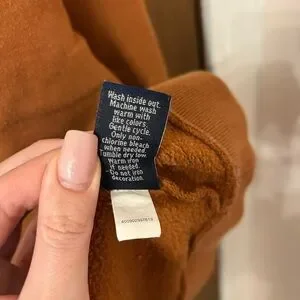 Wash inside out.
Machine wash
warm with
like colors.
Gentle cycle.
Only non-
chlorine bleach
when needed.
Tumble dry low.
Warm iron
if needed.
Do not iron
decoration.